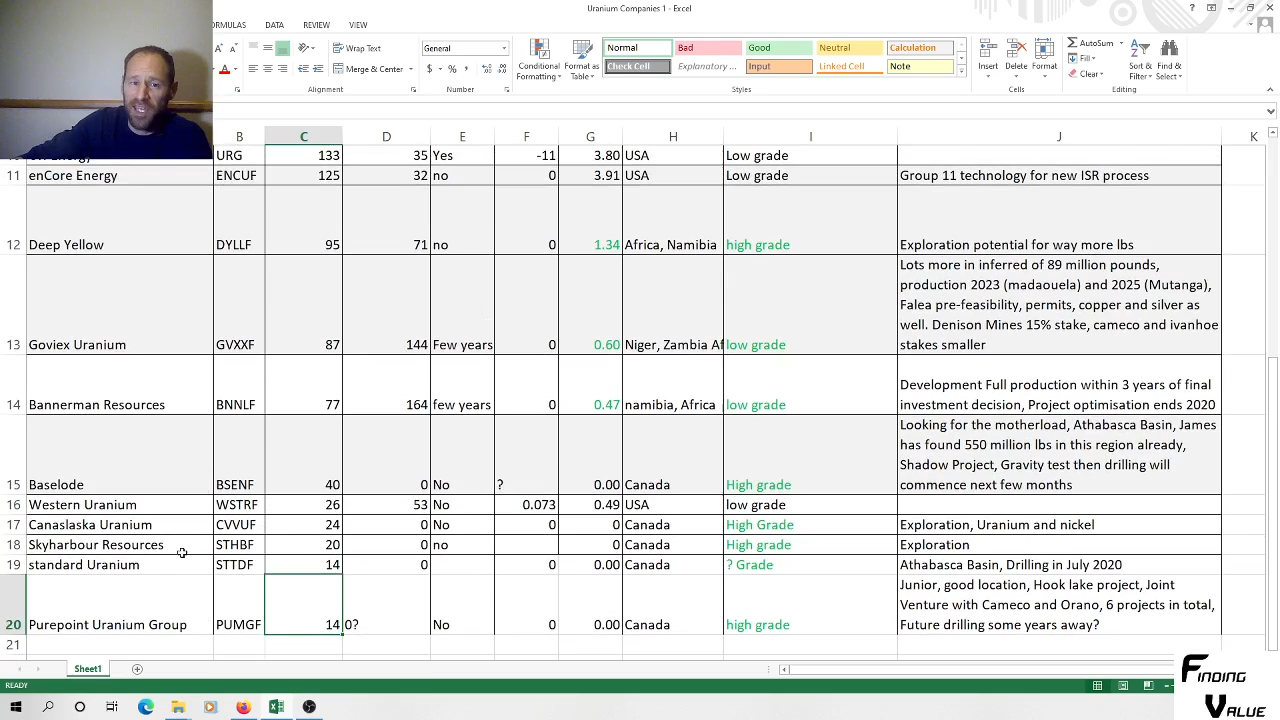 Uranium Companies 1 - Excel
FORMULAS DATA REVIEW VIEW
Wrap Text General Normal Bad Good Neutral Calculation AutoSum
Merge & Center Conditional Formatting Format as Table Check Cell Explanatory ... Input Linked Cell Note Insert Delete Format Fill Clear Sort & Filter Find & Select
Alignment Number Styles Cells Editing
B C D E F G H I J K
URG 133 35 Yes -11 3.80 USA Low grade
11 enCore Energy ENCUF 125 32 no 0 3.91 USA Low grade Group 11 technology for new ISR process
12 Deep Yellow DYLLF 95 71 no 0 1.34 Africa, Namibia high grade Exploration potential for way more lbs
Lots more in inferred of 89 million pounds,
production 2023 (madaouela) and 2025 (Mutanga),
Falea pre-feasibility, permits, copper and silver as
well. Denison Mines 15% stake, cameco and ivanhoe
13 Goviex Uranium GVXXF 87 144 Few years 0 0.60 Niger, Zambia Af low grade stakes smaller
Development Full production within 3 years of final
14 Bannerman Resources BNNLF 77 164 few years 0 0.47 namibia, Africa low grade investment decision, Project optimisation ends 2020
Looking for the motherload, Athabasca Basin, James
has found 550 million lbs in this region already,
Shadow Project, Gravity test then drilling will
15 Baselode BSENF 40 0 No ? 0.00 Canada High grade commence next few months
16 Western Uranium WSTRF 26 53 No 0.073 0.49 USA low grade
17 Canaslaska Uranium CVVUF 24 0 No 0 0 Canada High Grade Exploration, Uranium and nickel
18 Skyharbour Resources STHBF 20 0 no 0 Canada High grade Exploration
19 standard Uranium STTDF 14 0 0 0.00 Canada ? Grade Athabasca Basin, Drilling in July 2020
Junior, good location, Hook lake project, Joint
Venture with Cameco and Orano, 6 projects in total,
20 Purepoint Uranium Group PUMGF 14 0? No 0 0.00 Canada high grade Future drilling some years away?
21
Sheet1
READY
Finding
Value